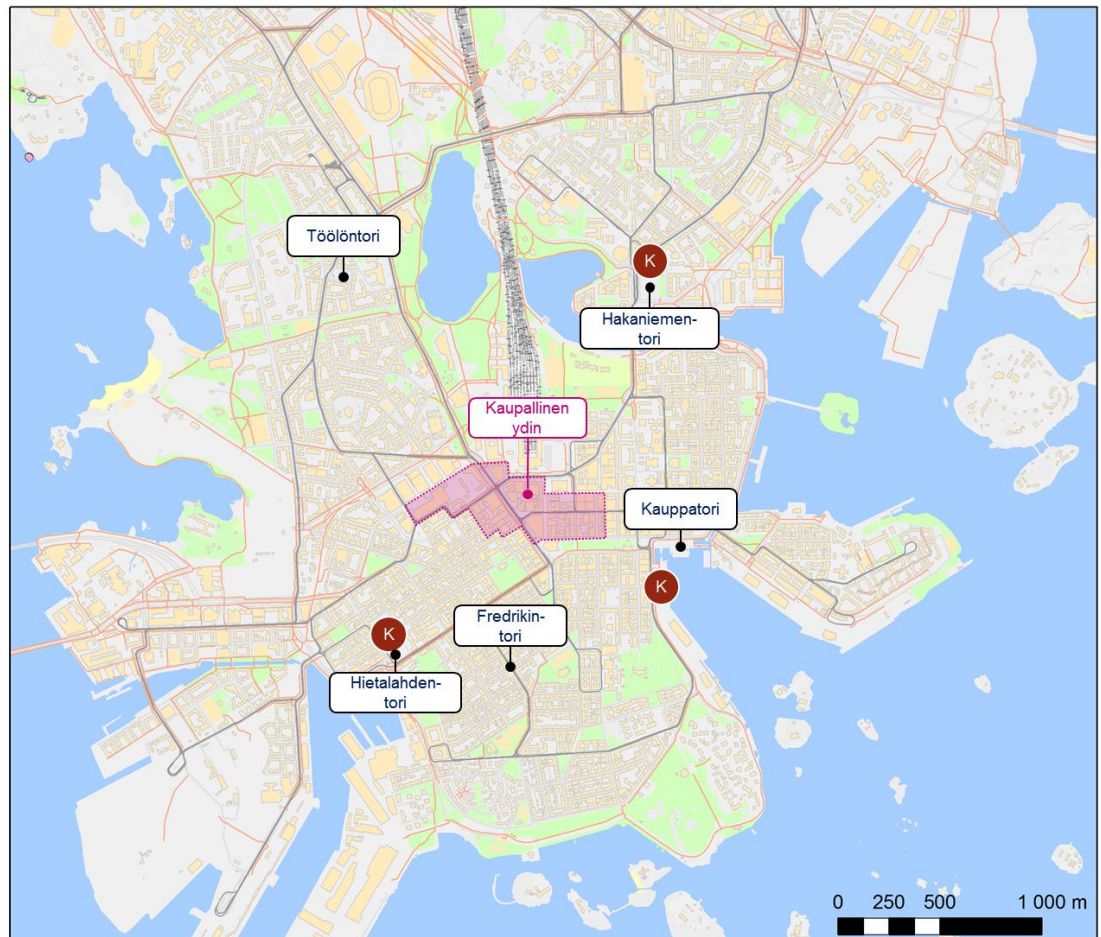 Töölöntori
K
Hakaniemen-
tori
Kaupallinen
ydin
Kauppatori
K
Fredrikin-
tori
K
Hietalahden-
tori
0 250 500 1 000 m